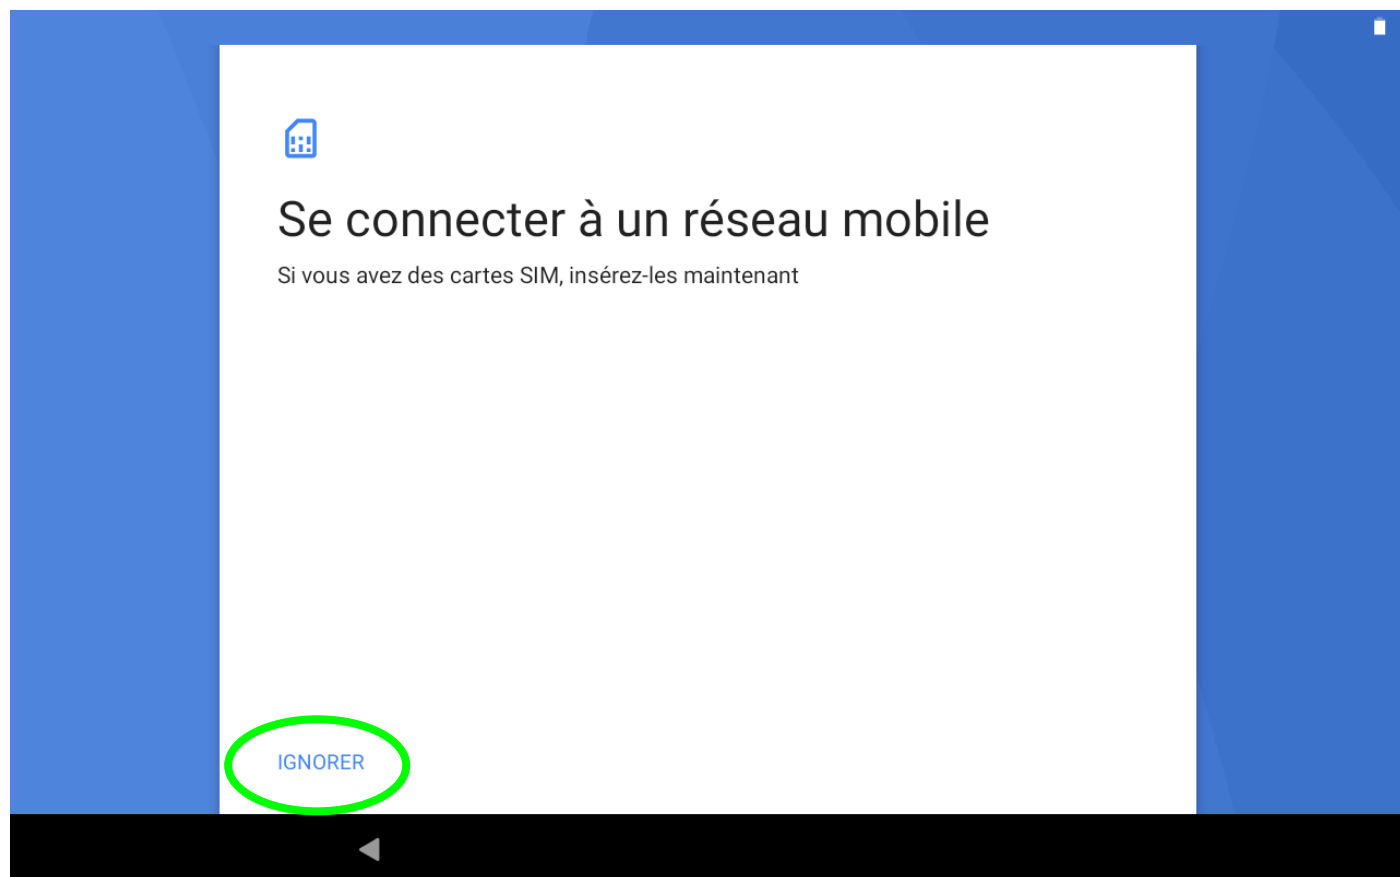 Se connecter à un réseau mobile
Si vous avez des cartes SIM, insérez-les maintenant
IGNORER